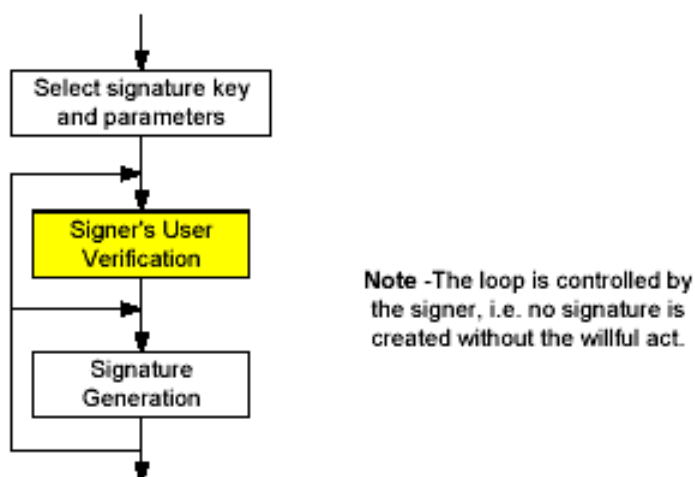 Select signature key
and parameters
Signer's User
Verification
Note -The loop is controlled by
the signer, i.e. no signature is
created without the willful act.
Signature
Generation